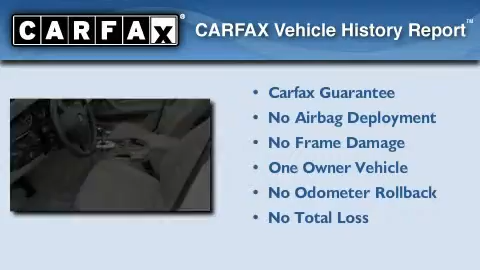 CARFAX® CARFAX Vehicle History Report™
• Carfax Guarantee
• No Airbag Deployment
• No Frame Damage
• One Owner Vehicle
• No Odometer Rollback
• No Total Loss